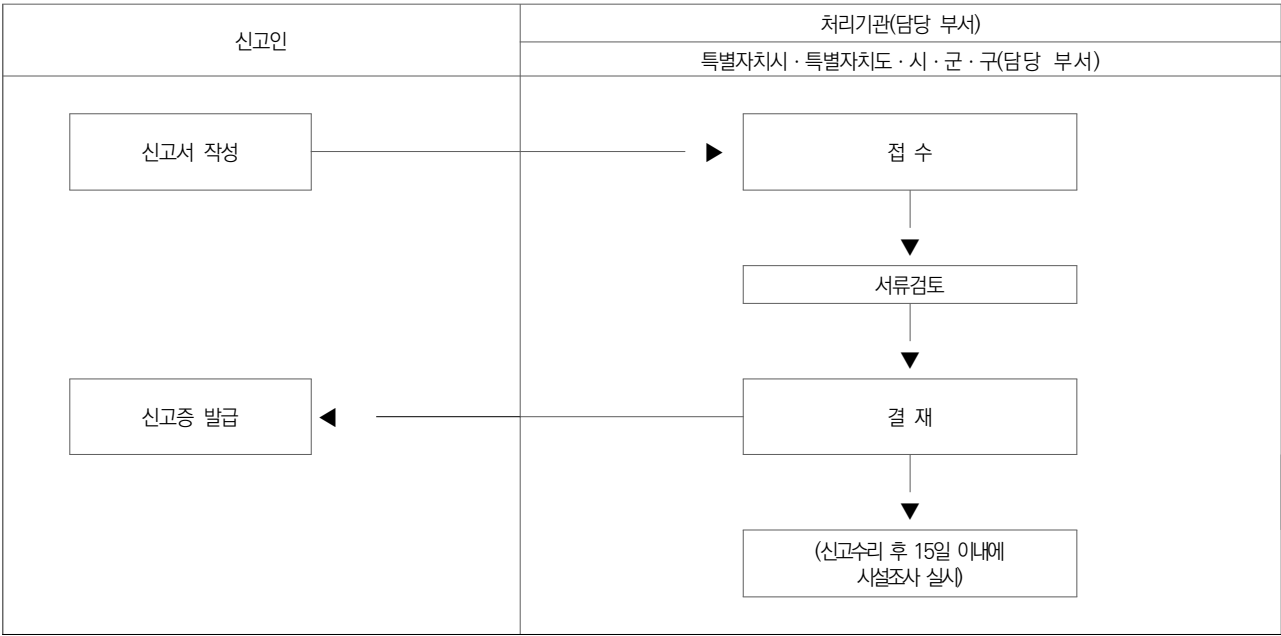 신고인
처리기관(담당 부서)
특별자치시·특별자치도·시·군·구(담당 부서)
신고서 작성
접 수
서류검토
신고증 발급
결 재
(신고수리 후 15일 이내에
시설조사 실시)